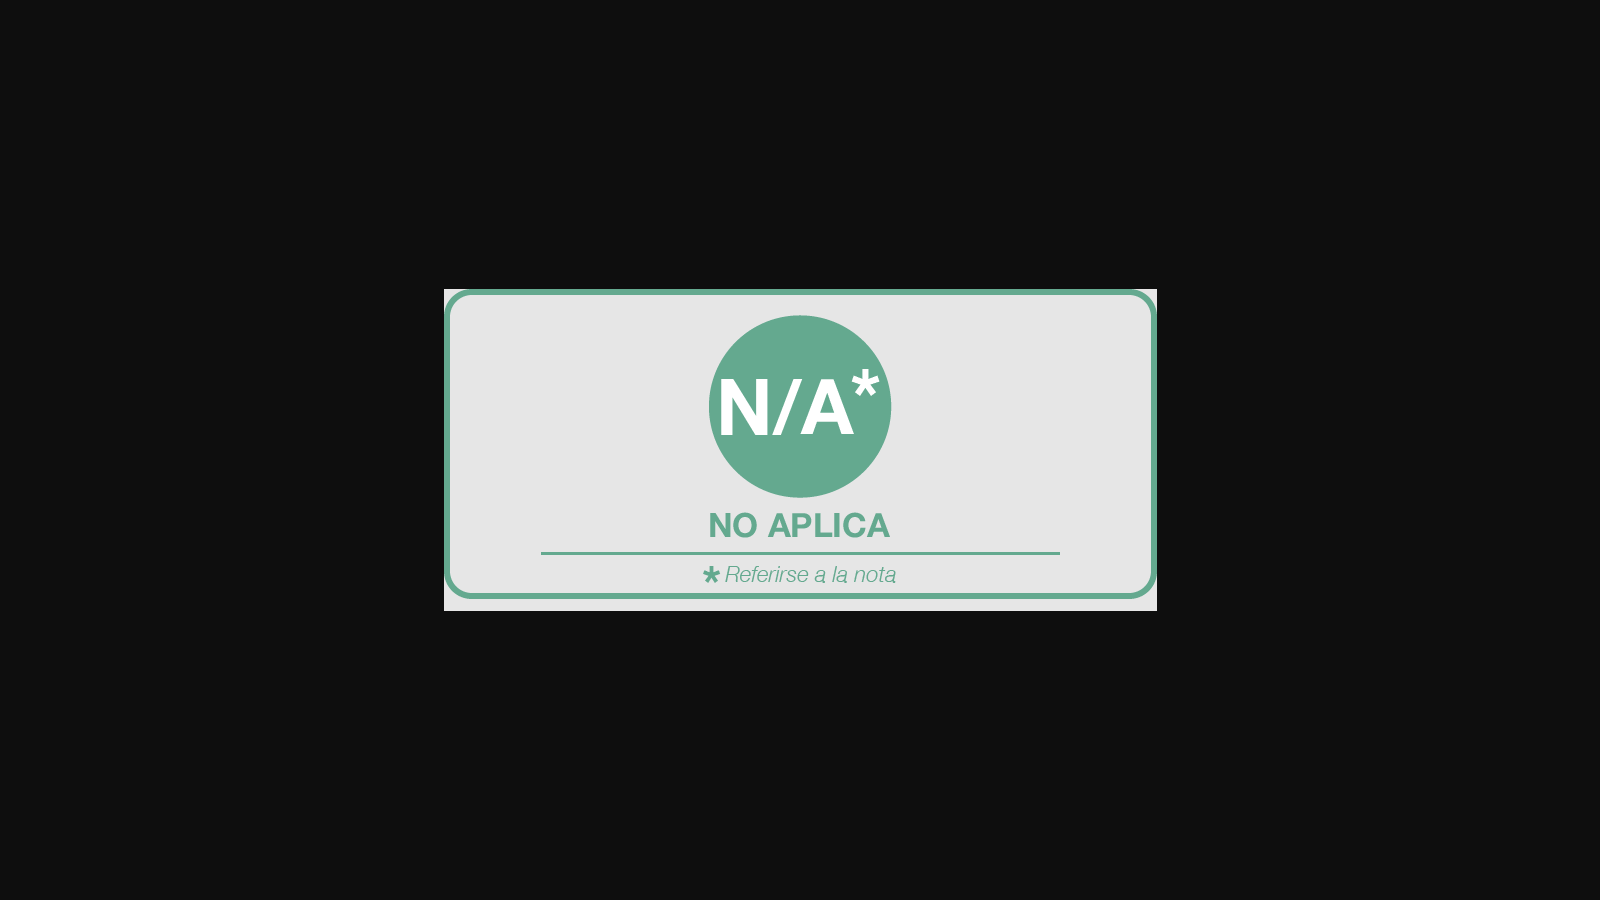 N/A*
NO APLICA
* Referirse a la nota